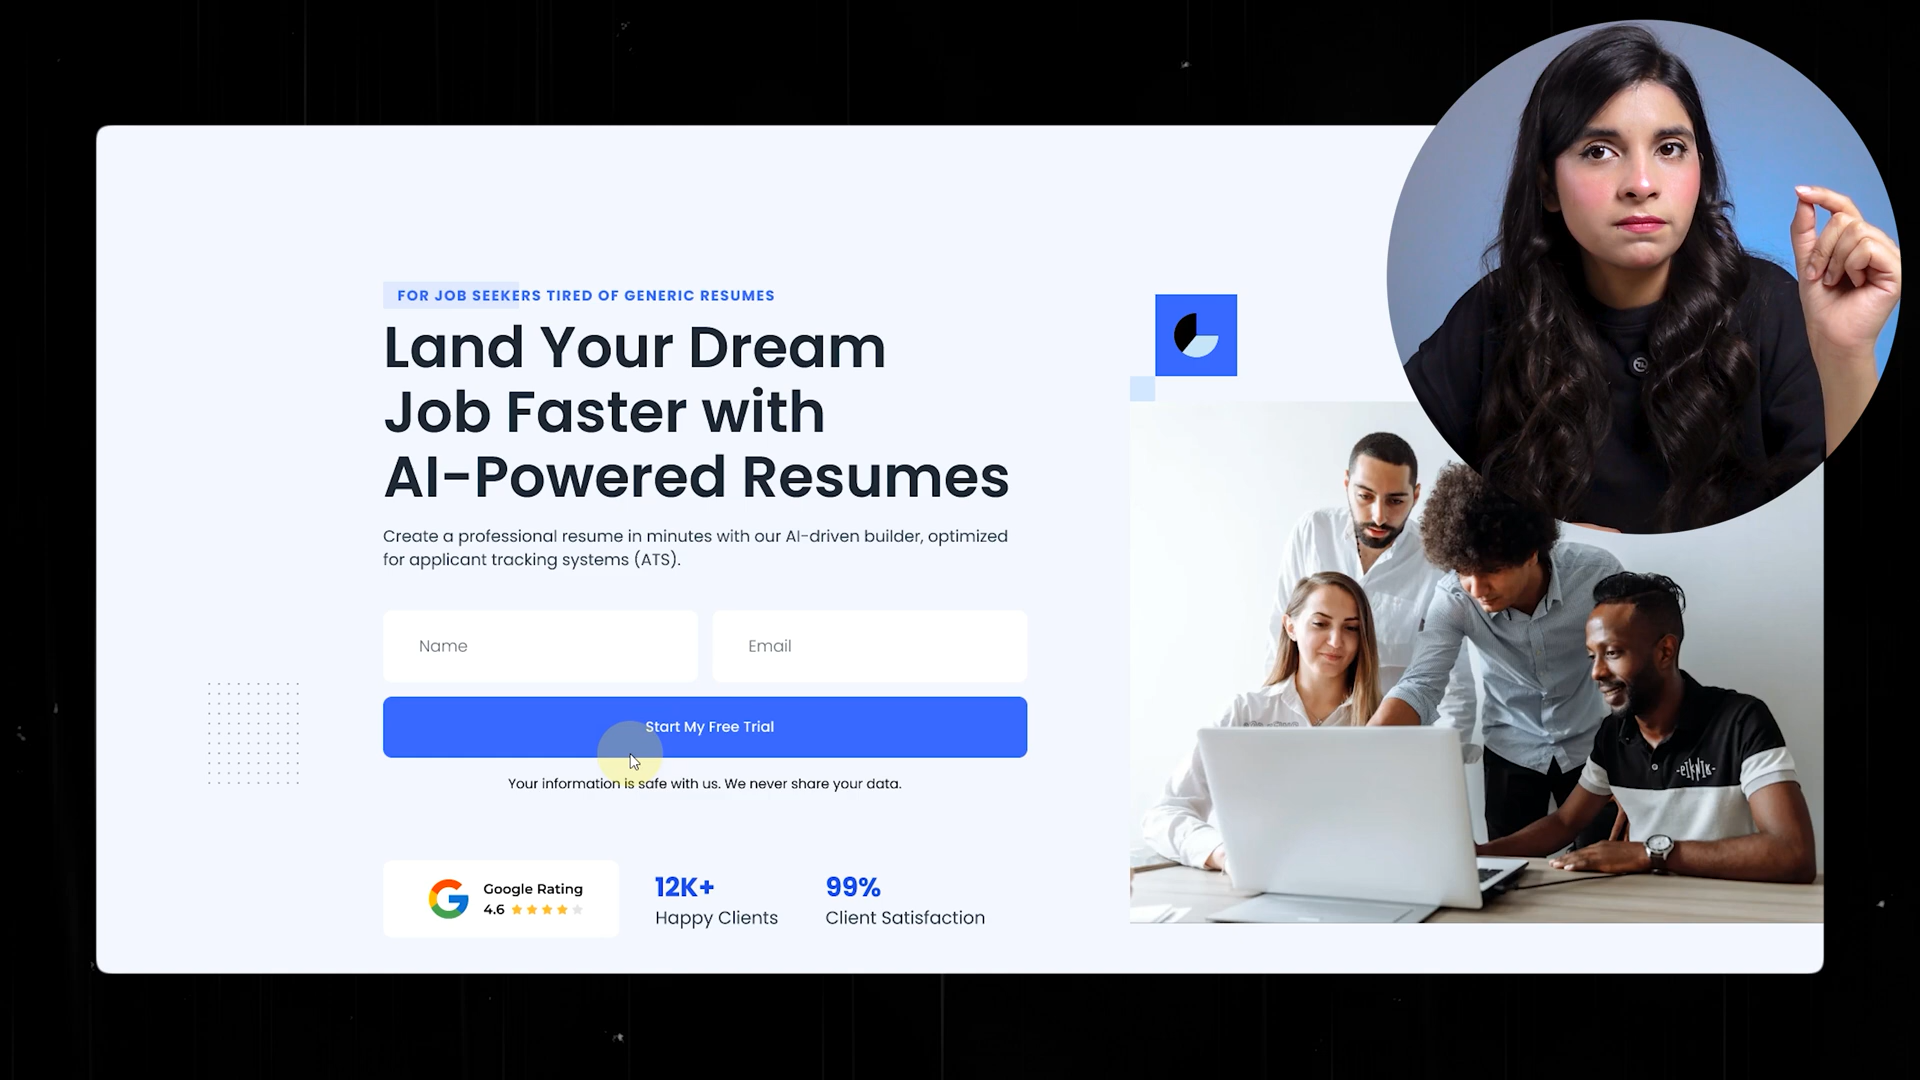 FOR JOB SEEKERS TIRED OF GENERIC RESUMES
Land Your Dream
Job Faster with
AI-Powered Resumes
Create a professional resume in minutes with our AI-driven builder, optimized
for applicant tracking systems (ATS).
Name
Email
Start My Free Trial
Your information is safe with us. We never share your data.
Google Rating
4.6
12K+
Happy Clients
99%
Client Satisfaction